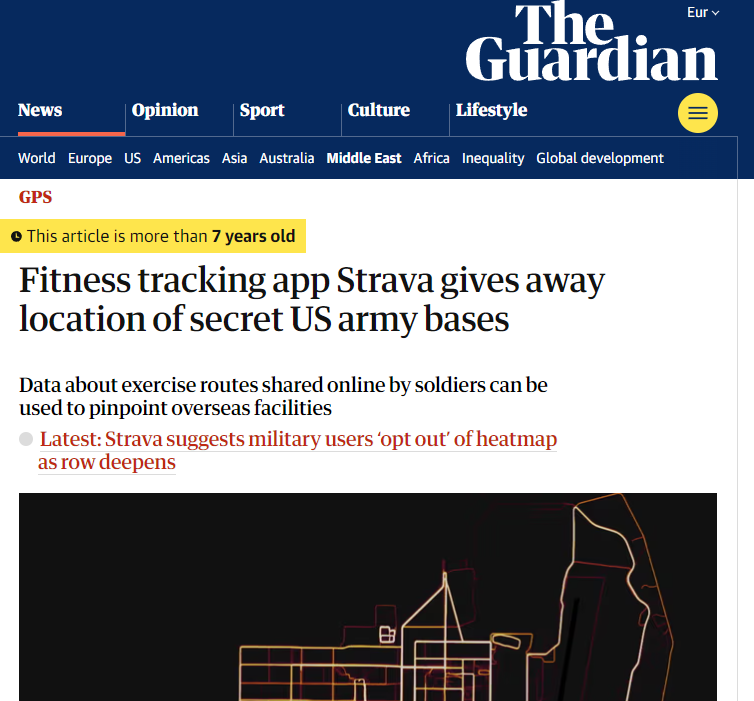 Eur
The
Guardian
News Opinion Sport Culture Lifestyle
World Europe US Americas Asia Australia Middle East Africa Inequality Global development
GPS
This article is more than 7 years old
Fitness tracking app Strava gives away
location of secret US army bases
Data about exercise routes shared online by soldiers can be
used to pinpoint overseas facilities
Latest: Strava suggests military users ‘opt out’ of heatmap
as row deepens